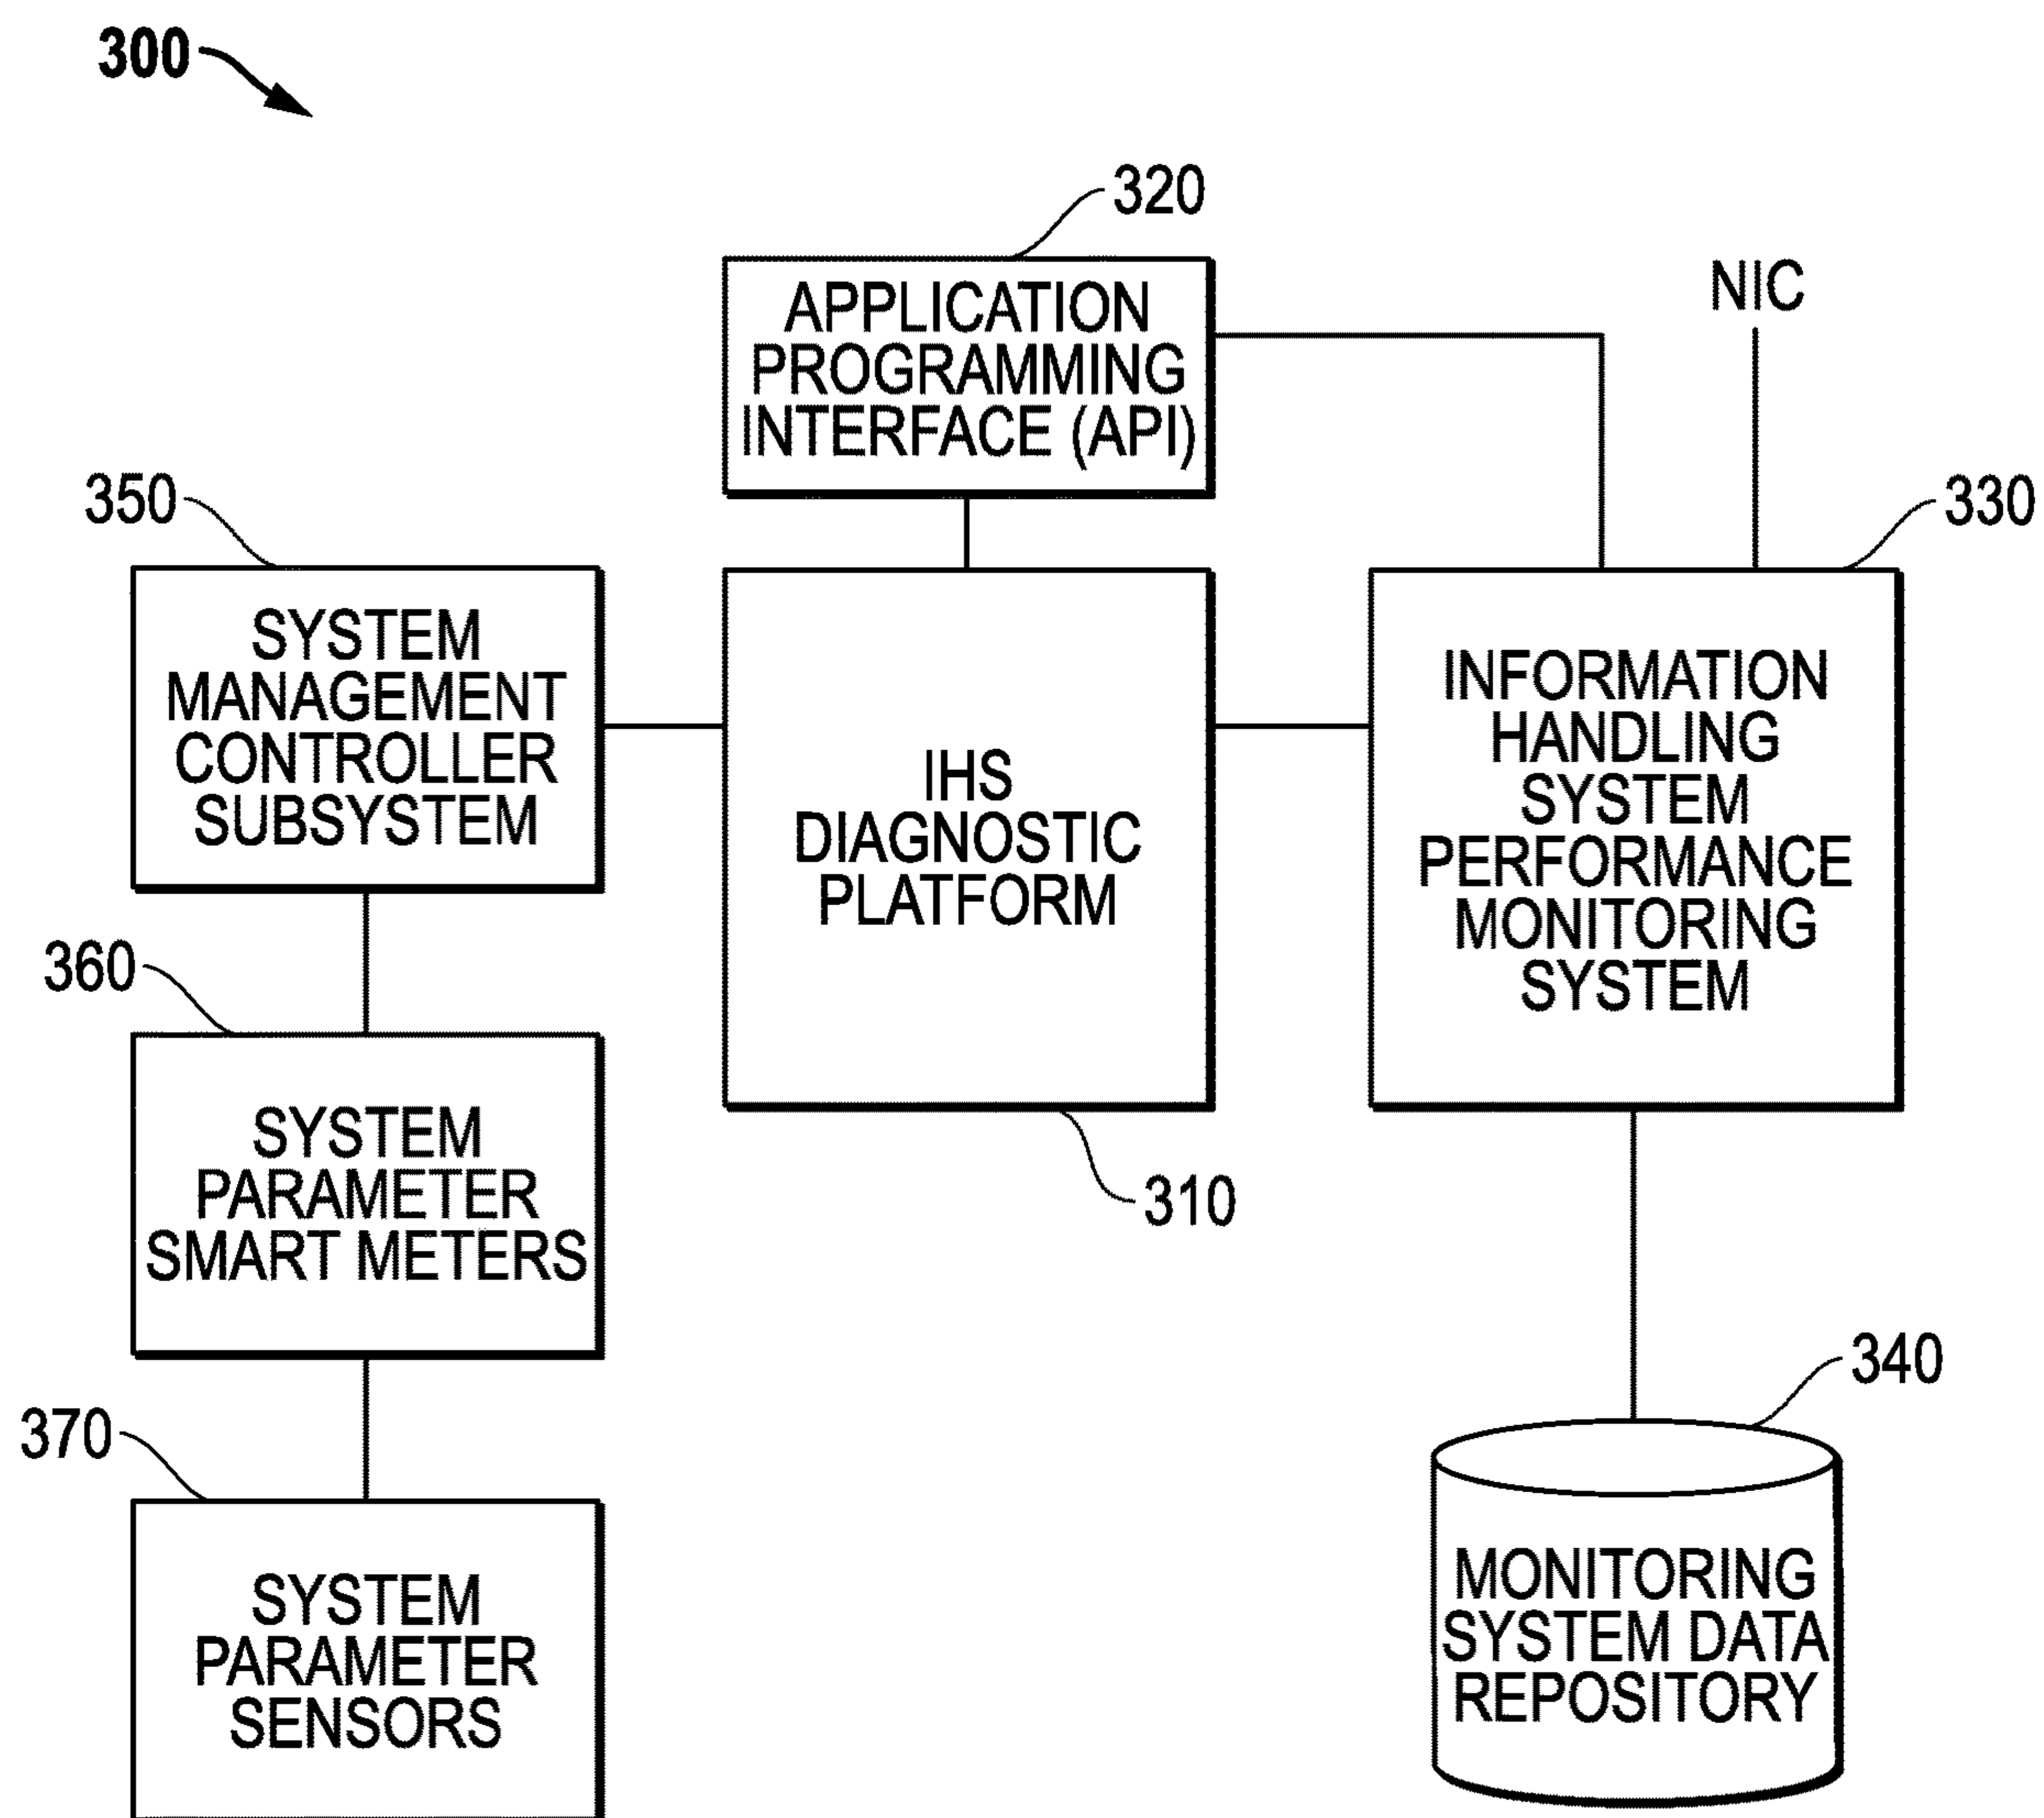 300
320
APPLICATION
PROGRAMMING
INTERFACE (API)
NIC
350
330
SYSTEM
MANAGEMENT
CONTROLLER
SUBSYSTEM
IHS
DIAGNOSTIC
PLATFORM
INFORMATION
HANDLING
SYSTEM
PERFORMANCE
MONITORING
SYSTEM
360
SYSTEM
PARAMETER
SMART METERS
310
340
370
SYSTEM
PARAMETER
SENSORS
MONITORING
SYSTEM DATA
REPOSITORY